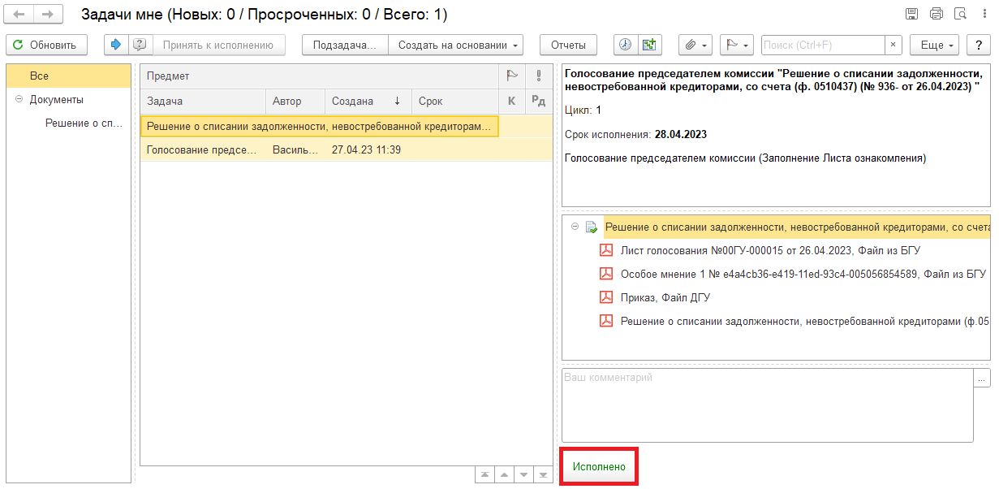 Задачи мне (Новых: 0 / Просроченных: 0 / Всего: 1)
Обновить
Принять к исполнению
Подзадача...
Создать на основании
Отчеты
Поиск (Ctrl+F)
×
Еще
?
Все
Документы
Решение о сп...
Предмет
Задача Автор Создана ↓ Срок К Рд
Решение о списании задолженности, невостребованной кредиторам...
Голосование предсе... Василь... 27.04.23 11:39
Голосование председателем комиссии "Решение о списании задолженности,
невостребованной кредиторами, со счета (ф. 0510437) (№ 936- от 26.04.2023) "
Цикл: 1
Срок исполнения: 28.04.2023
Голосование председателем комиссии (Заполнение Листа ознакомления)
Решение о списании задолженности, невостребованной кредиторами, со счета
Лист голосования №00ГУ-000015 от 26.04.2023, Файл из БГУ
Особое мнение 1 № e4a4cb36-e419-11ed-93c4-005056854589, Файл из БГУ
Приказ, Файл ДГУ
Решение о списании задолженности, невостребованной кредиторами (ф.05
Ваш комментарий
...
Исполнено